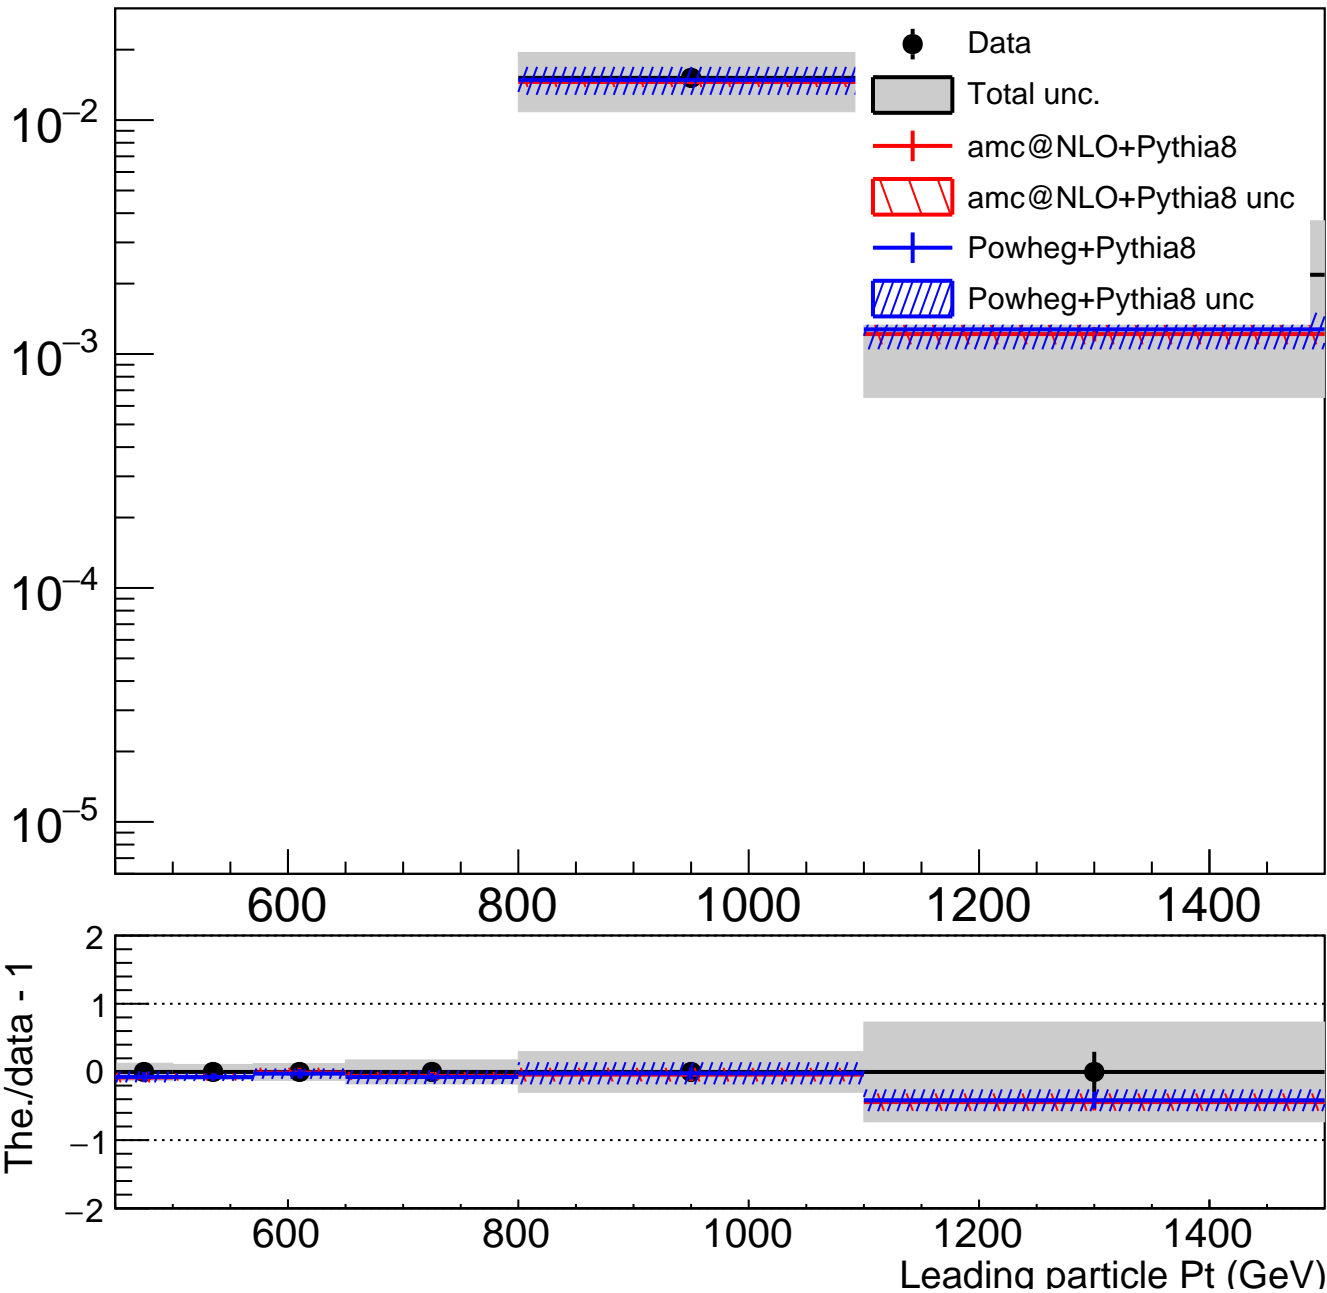 Data
Total unc.
amc@NLO+Pythia8
amc@NLO+Pythia8 unc
Powheg+Pythia8
Powheg+Pythia8 unc
10−2
10−3
10−4
10−5
600 800 1000 1200 1400
The./data - 1
2
1
0
−1
−2
600 800 1000 1200 1400
Leading particle Pt (GeV)